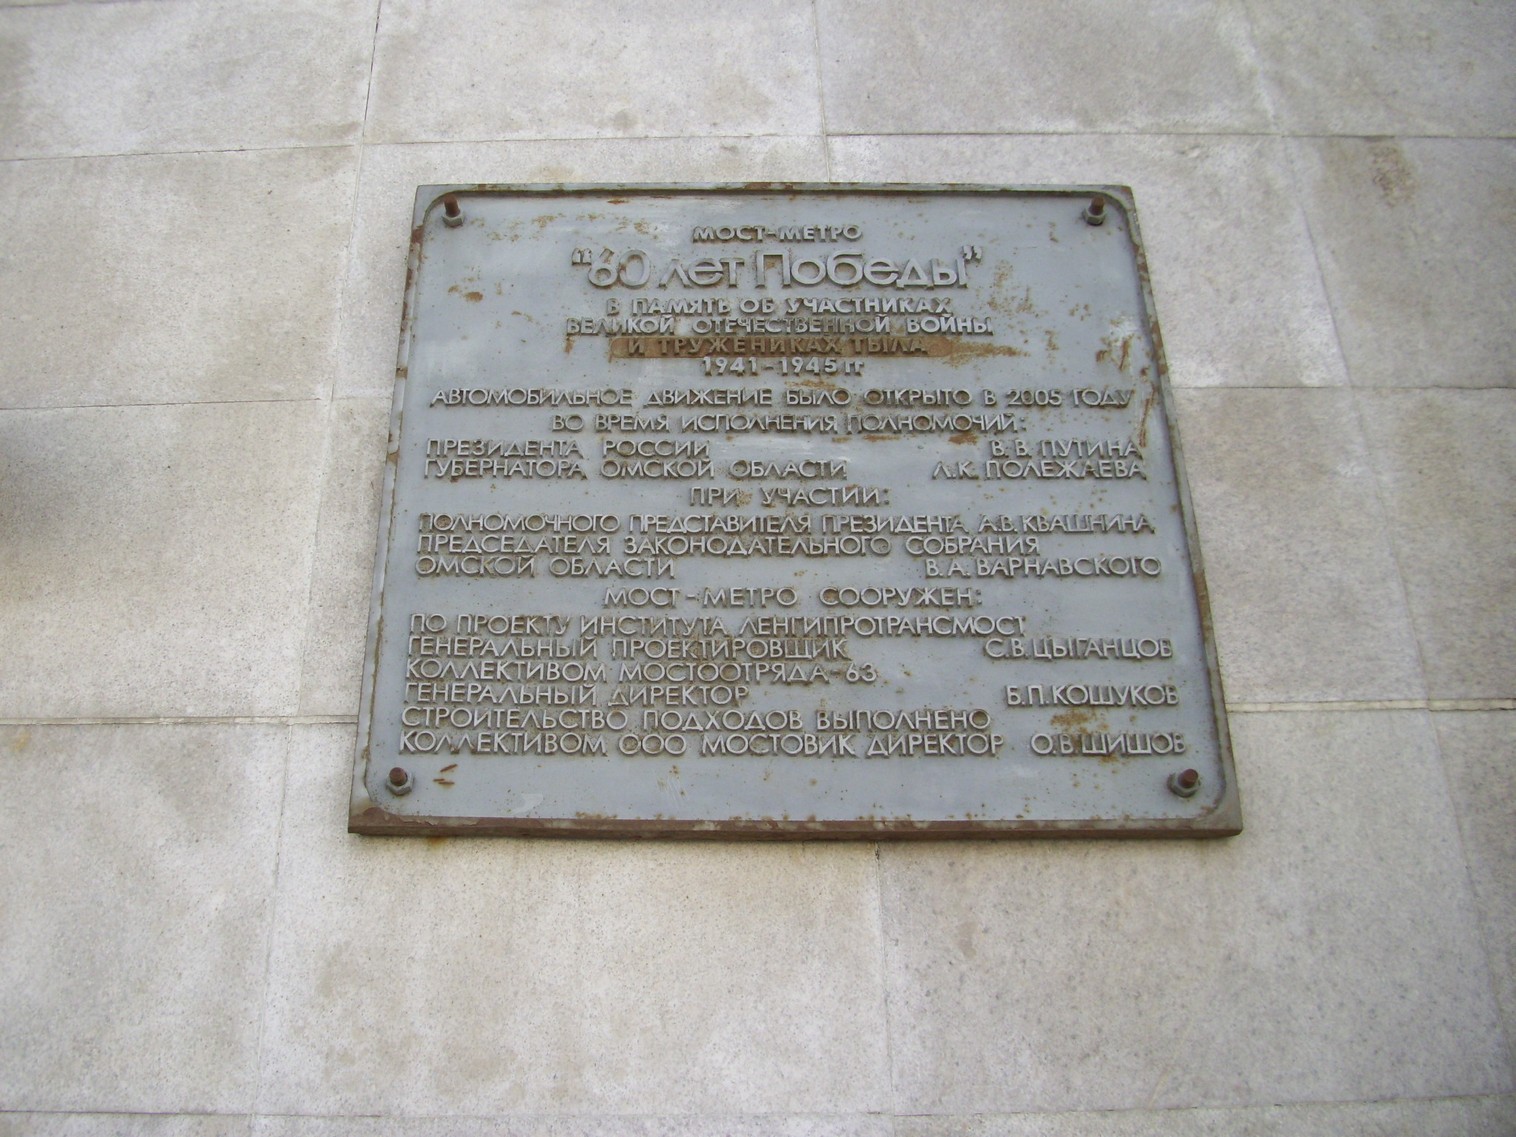 МОСТ-МЕТРО
“60 лет Победы”
В ПАМЯТЬ ОБ УЧАСТНИКАХ
ВЕЛИКОЙ ОТЕЧЕСТВЕННОЙ ВОЙНЫ
И ТРУЖЕНИКАХ ТЫЛА
1941-1945 гг
АВТОМОБИЛЬНОЕ ДВИЖЕНИЕ БЫЛО ОТКРЫТО В 2005 ГОДУ
ВО ВРЕМЯ ИСПОЛНЕНИЯ ПОЛНОМОЧИЙ:
ПРЕЗИДЕНТА РОССИИ В.В. ПУТИНА
ГУБЕРНАТОРА ОМСКОЙ ОБЛАСТИ Л.К. ПОЛЕЖАЕВА
ПРИ УЧАСТИИ:
ПОЛНОМОЧНОГО ПРЕДСТАВИТЕЛЯ ПРЕЗИДЕНТА А.В. КВАШНИНА
ПРЕДСЕДАТЕЛЯ ЗАКОНОДАТЕЛЬНОГО СОБРАНИЯ
ОМСКОЙ ОБЛАСТИ В.А. ВАРНАВСКОГО
МОСТ-МЕТРО СООРУЖЕН:
ПО ПРОЕКТУ ИНСТИТУТА ЛЕНГИПРОТРАНСМОСТ
ГЕНЕРАЛЬНЫЙ ПРОЕКТИРОВЩИК С.В. ЦЫГАНЦОВ
КОЛЛЕКТИВОМ МОСТООТРЯДА-63
ГЕНЕРАЛЬНЫЙ ДИРЕКТОР Б.П. КОШУКОВ
СТРОИТЕЛЬСТВО ПОДХОДОВ ВЫПОЛНЕНО
КОЛЛЕКТИВОМ ООО МОСТОВИК ДИРЕКТОР О.В. ШИШОВ